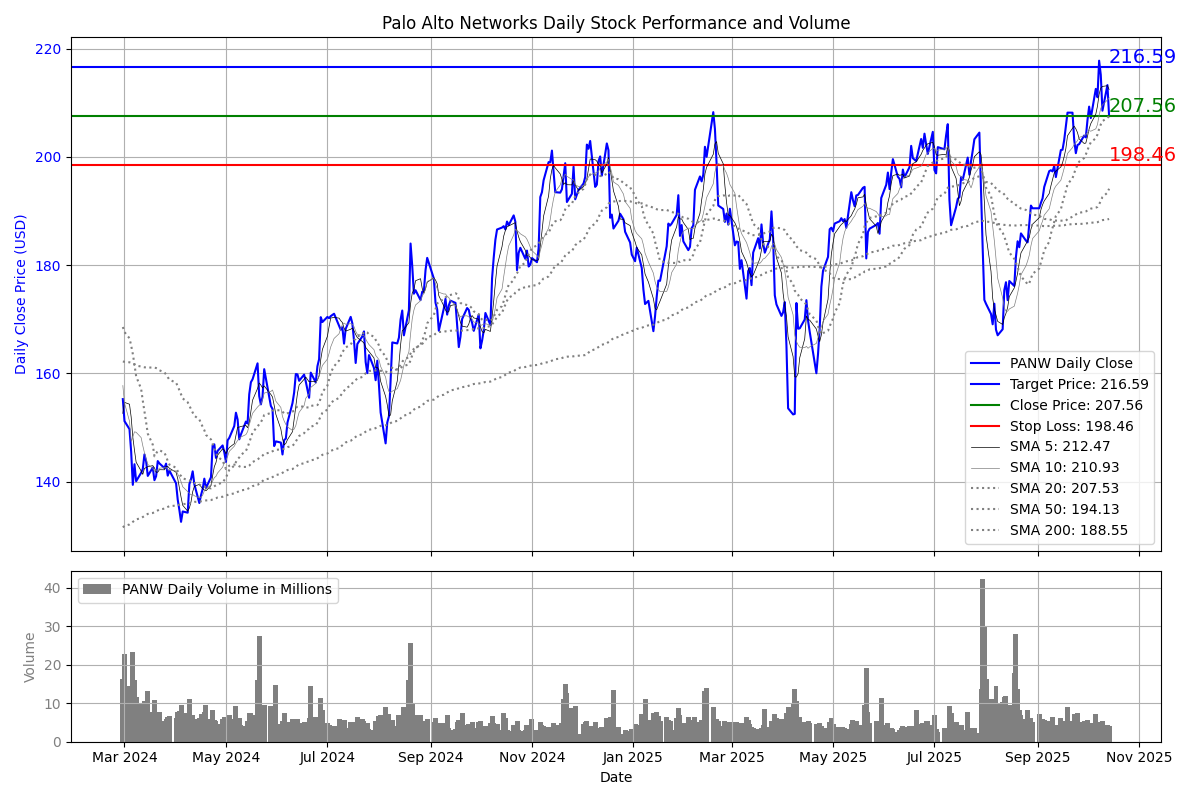 Palo Alto Networks Daily Stock Performance and Volume
Daily Close Price (USD)
220
200
180
160
140
216.59
207.56
198.46
PANW Daily Close
Target Price: 216.59
Close Price: 207.56
Stop Loss: 198.46
SMA 5: 212.47
SMA 10: 210.93
SMA 20: 207.53
SMA 50: 194.13
SMA 200: 188.55
Volume
40
30
20
10
0
PANW Daily Volume in Millions
Mar 2024 May 2024 Jul 2024 Sep 2024 Nov 2024 Jan 2025 Mar 2025 May 2025 Jul 2025 Sep 2025 Nov 2025
Date